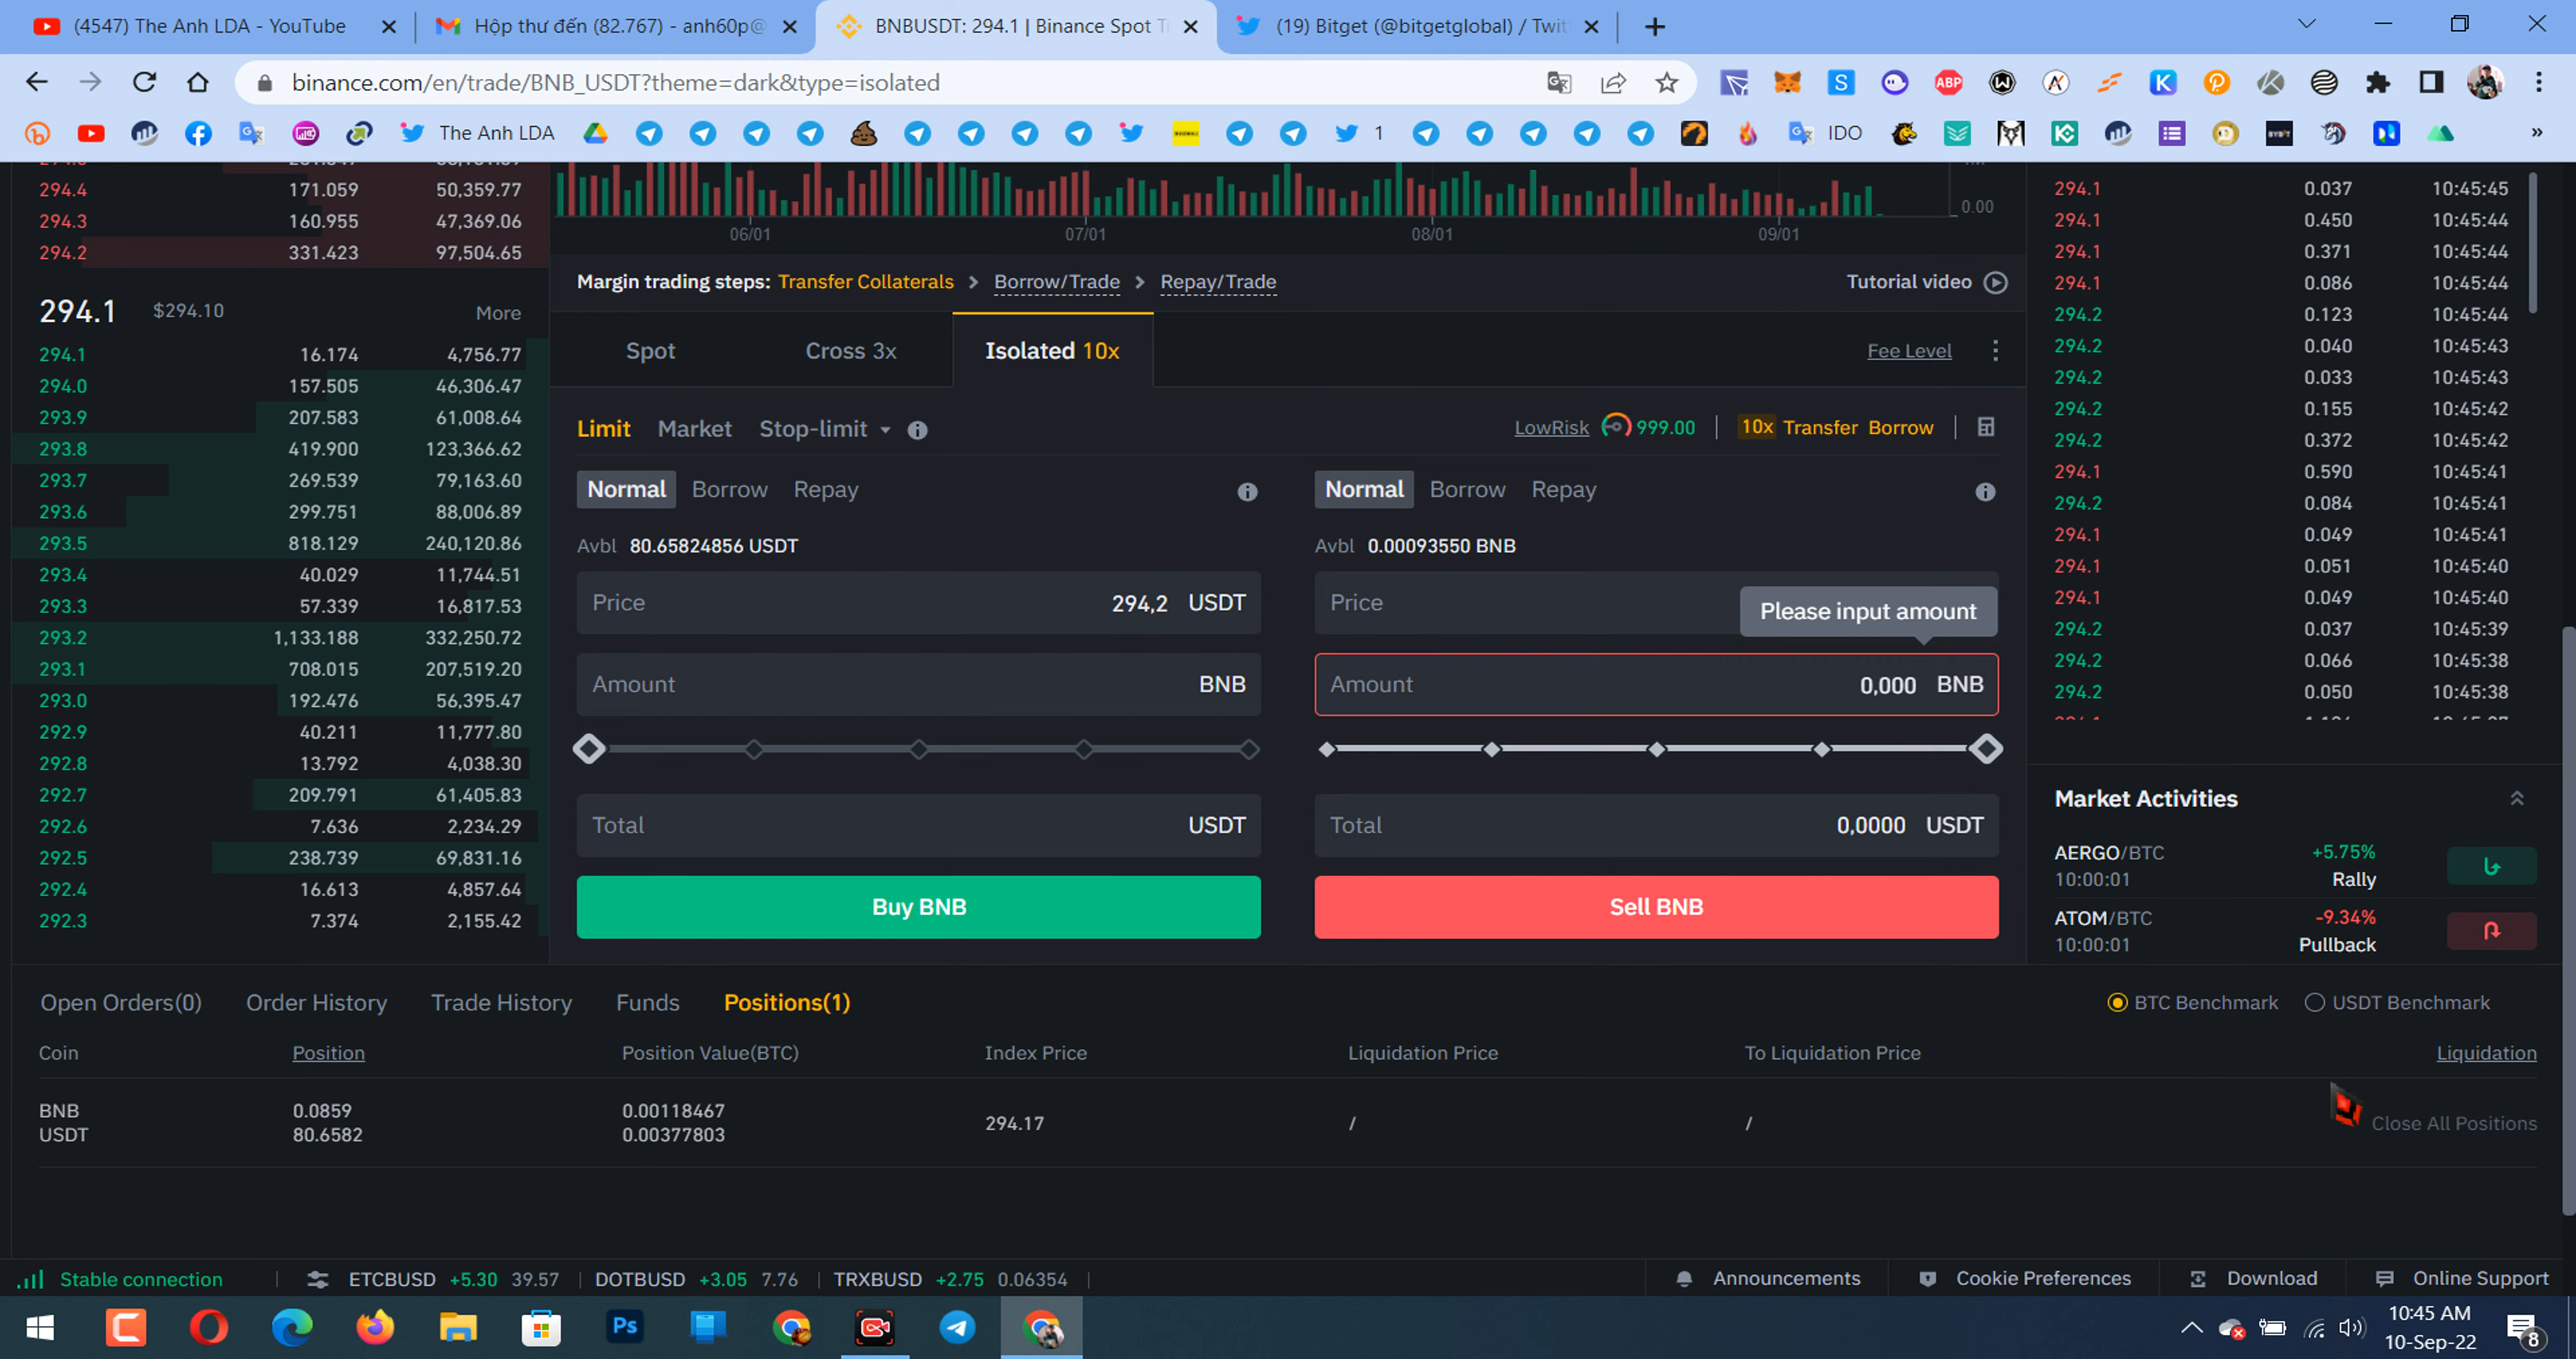 (4547) The Anh LDA - YouTube
Hộp thư đến (82.767) - anh60p@
BNBUSDT: 294.1 | Binance Spot T
(19) Bitget (@bitgetglobal) / Twit
binance.com/en/trade/BNB_USDT?theme=dark&type=isolated
The Anh LDA
1
IDO
294.4 171.059 50,359.77
294.3 160.955 47,369.06
294.2 331.423 97,504.65
294.1 $294.10 More
294.1 16.174 4,756.77
294.0 157.505 46,306.47
293.9 207.583 61,008.64
293.8 419.900 123,366.62
293.7 269.539 79,163.60
293.6 299.751 88,006.89
293.5 818.129 240,120.86
293.4 40.029 11,744.51
293.3 57.339 16,817.53
293.2 1,133.188 332,250.72
293.1 708.015 207,519.20
293.0 192.476 56,395.47
292.9 40.211 11,777.80
292.8 13.792 4,038.30
292.7 209.791 61,405.83
292.6 7.636 2,234.29
292.5 238.739 69,831.16
292.4 16.613 4,857.64
292.3 7.374 2,155.42
0.00
06/01 07/01 08/01 09/01
Margin trading steps: Transfer Collaterals > Borrow/Trade > Repay/Trade
Tutorial video
Spot Cross 3x Isolated 10x
Fee Level
Limit Market Stop-limit
LowRisk 999.00 | 10x Transfer Borrow
Normal Borrow Repay
Avbl 80.65824856 USDT
Price 294,2 USDT
Amount BNB
Total USDT
Buy BNB
Normal Borrow Repay
Avbl 0.00093550 BNB
Price
Please input amount
Amount 0,000 BNB
Total 0,0000 USDT
Sell BNB
294.1 0.037 10:45:45
294.1 0.450 10:45:44
294.1 0.371 10:45:44
294.1 0.086 10:45:44
294.2 0.123 10:45:44
294.2 0.040 10:45:43
294.2 0.033 10:45:43
294.2 0.155 10:45:42
294.2 0.372 10:45:42
294.1 0.590 10:45:41
294.2 0.084 10:45:41
294.1 0.049 10:45:41
294.1 0.051 10:45:40
294.1 0.049 10:45:40
294.2 0.037 10:45:39
294.2 0.066 10:45:38
294.2 0.050 10:45:38
Market Activities
AERGO/BTC +5.75%
10:00:01 Rally
ATOM/BTC -9.34%
10:00:01 Pullback
Open Orders(0) Order History Trade History Funds Positions(1)
BTC Benchmark USDT Benchmark
Coin Position Position Value(BTC) Index Price Liquidation Price To Liquidation Price Liquidation
BNB 0.0859 0.00118467
USDT 80.6582 0.00377803
294.17 / / Close All Positions
Stable connection
ETCBUSD +5.30 39.57 | DOTBUSD +3.05 7.76 | TRXBUSD +2.75 0.06354
Announcements Cookie Preferences Download Online Support
Ps
10:45 AM
10-Sep-22
8